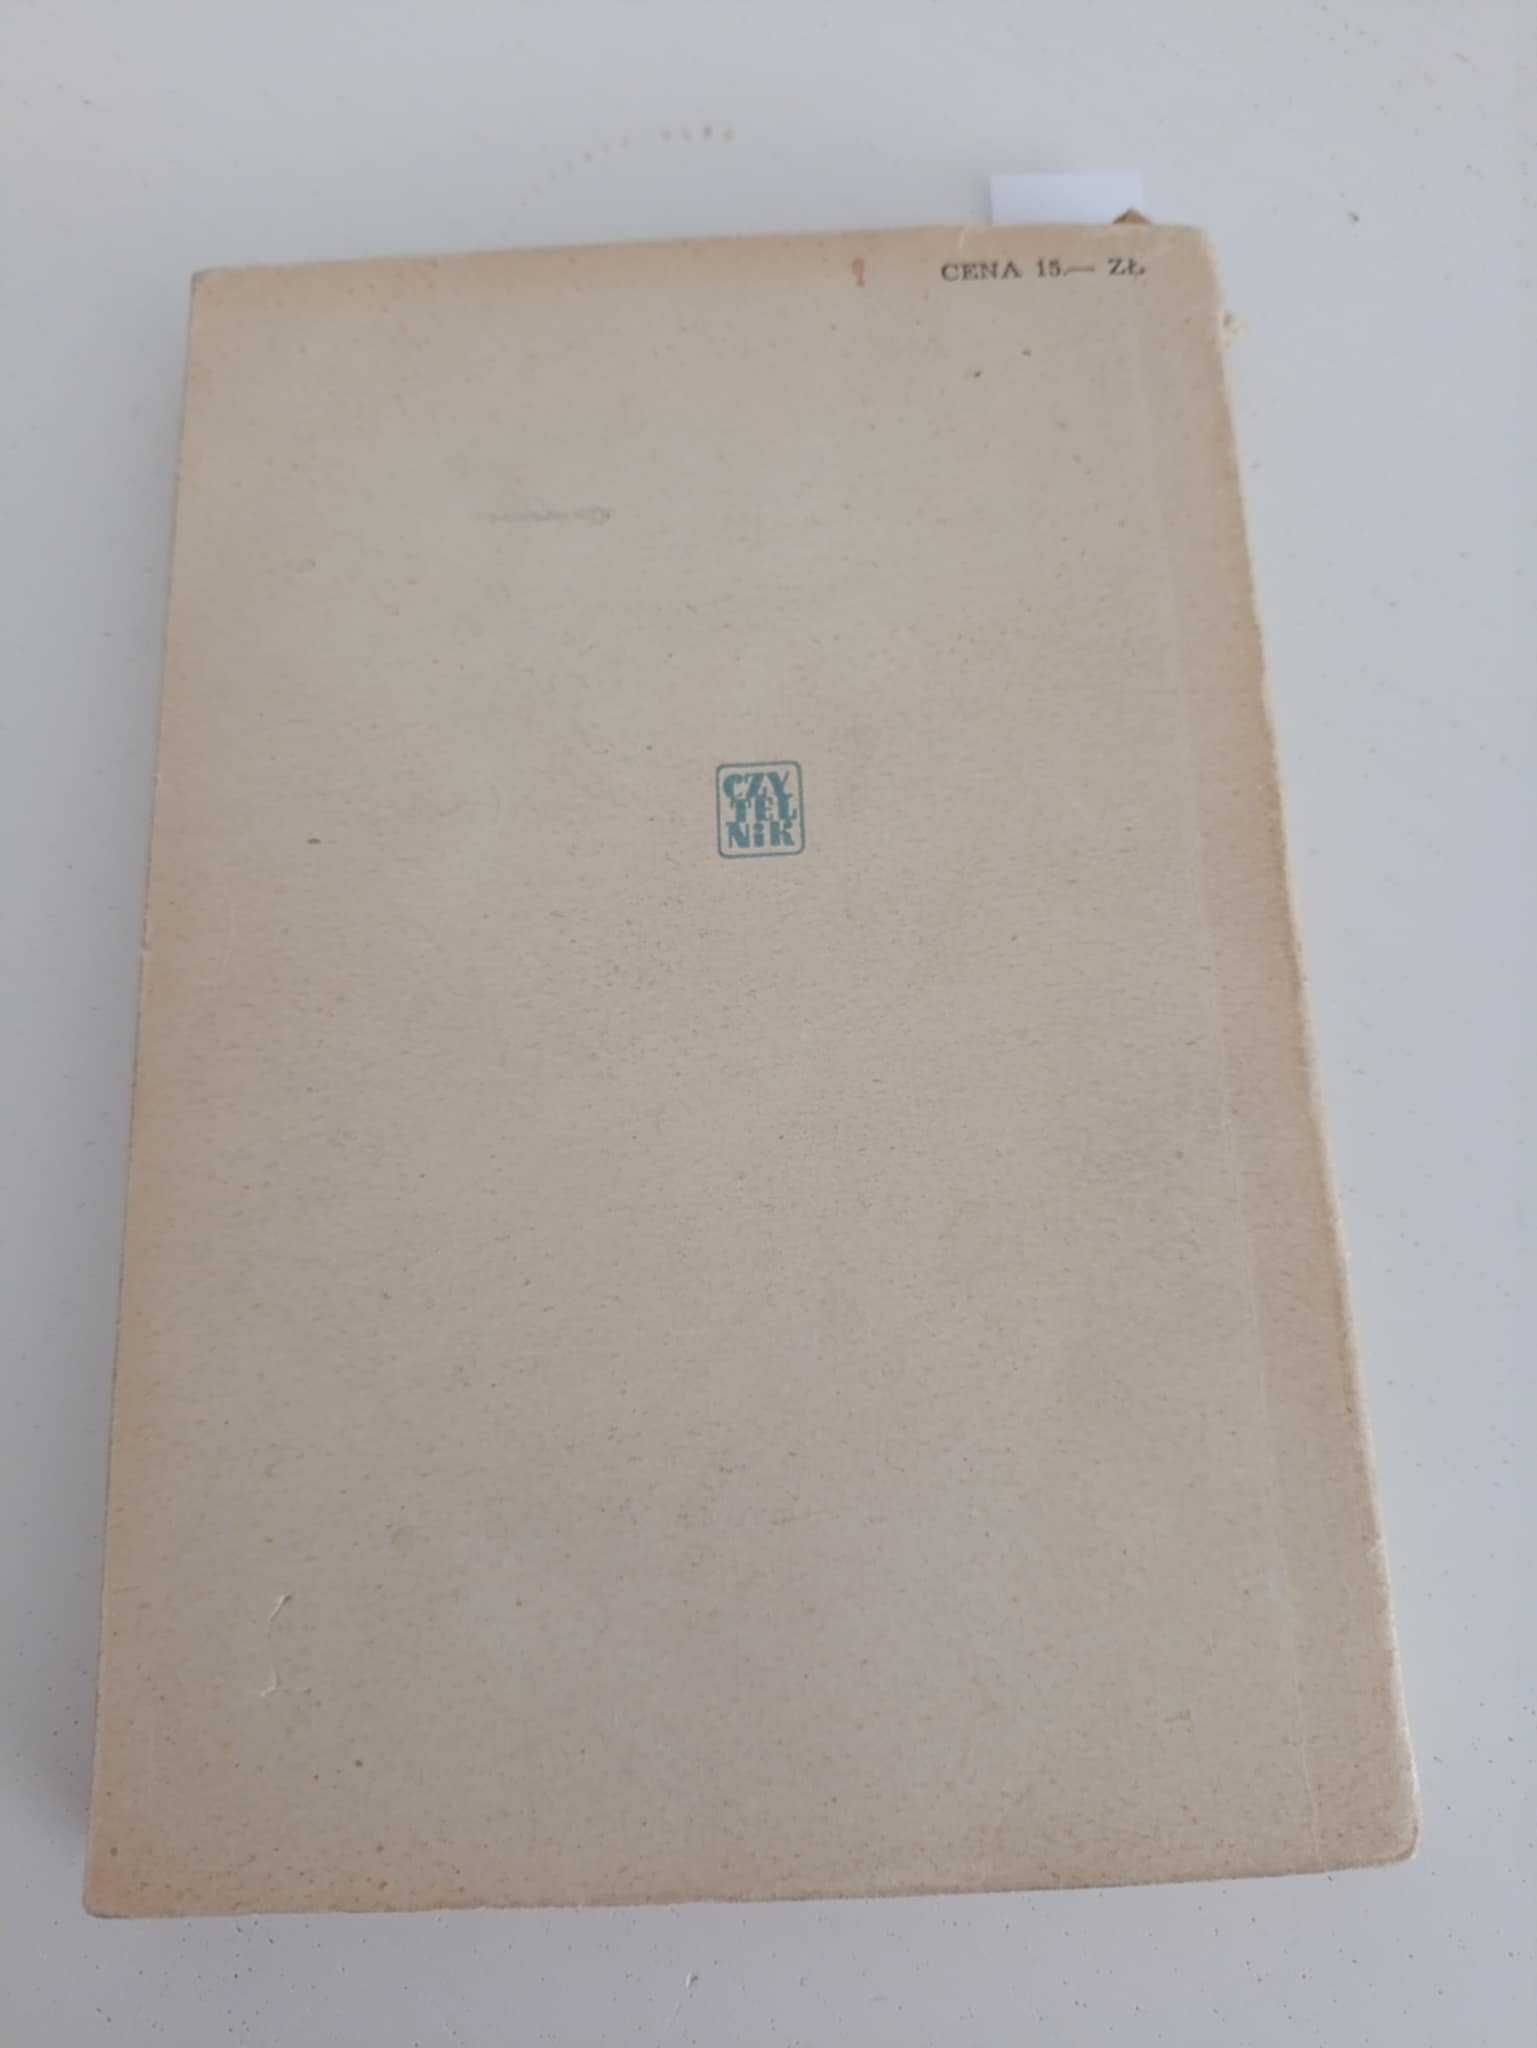 CENA 15.— ZŁ
CZY
TEL
NiK